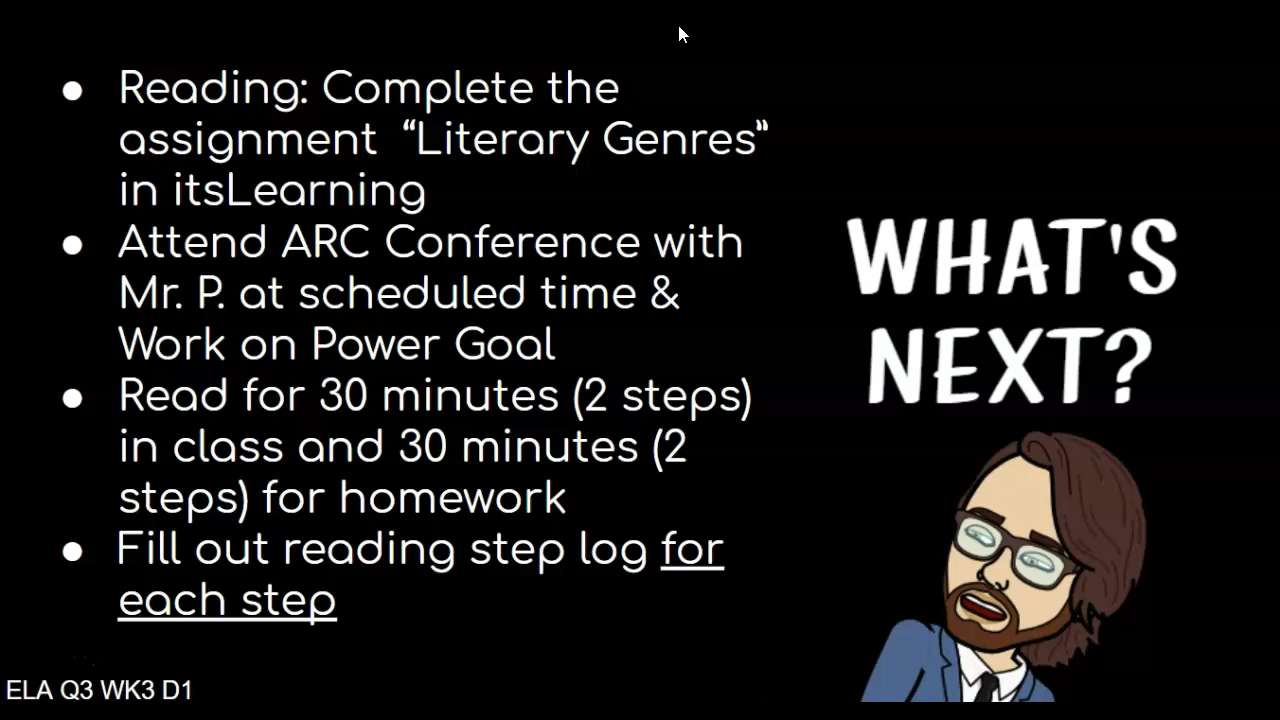 ● Reading: Complete the
assignment “Literary Genres”
in itsLearning
● Attend ARC Conference with
Mr. P. at scheduled time &
Work on Power Goal
● Read for 30 minutes (2 steps)
in class and 30 minutes (2
steps) for homework
● Fill out reading step log for
each step
WHAT'S
NEXT?
ELA Q3 WK3 D1